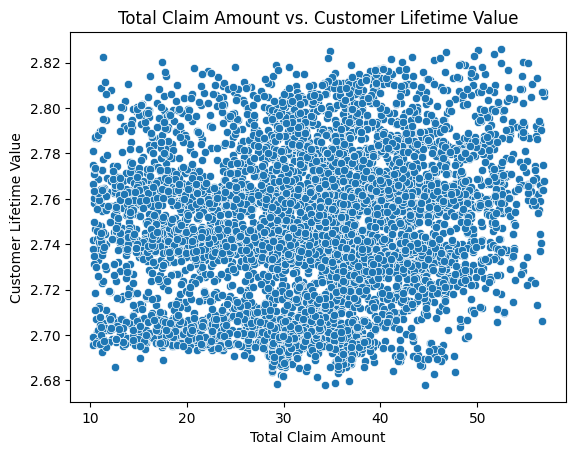 Total Claim Amount vs. Customer Lifetime Value
Customer Lifetime Value
2.82
2.80
2.78
2.76
2.74
2.72
2.70
2.68
10 20 30 40 50
Total Claim Amount